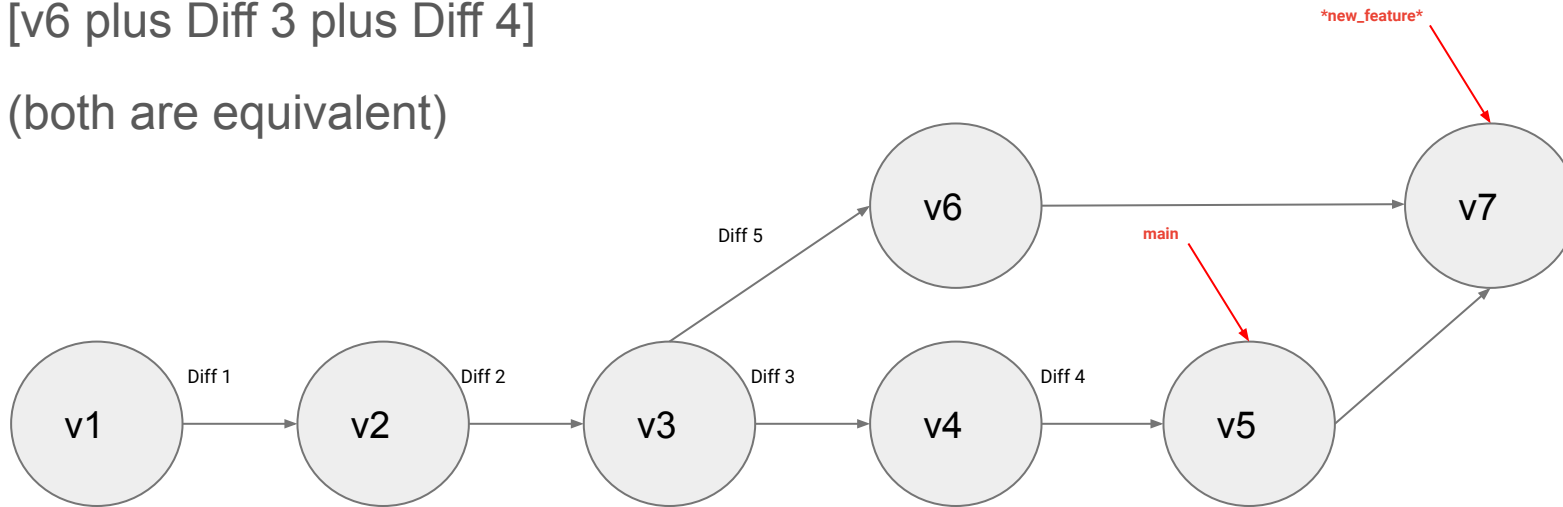 [v6 plus Diff 3 plus Diff 4]
*new_feature*
(both are equivalent)
v6
v7
Diff 5
main
Diff 1
Diff 2
Diff 3
Diff 4
v1
v2
v3
v4
v5